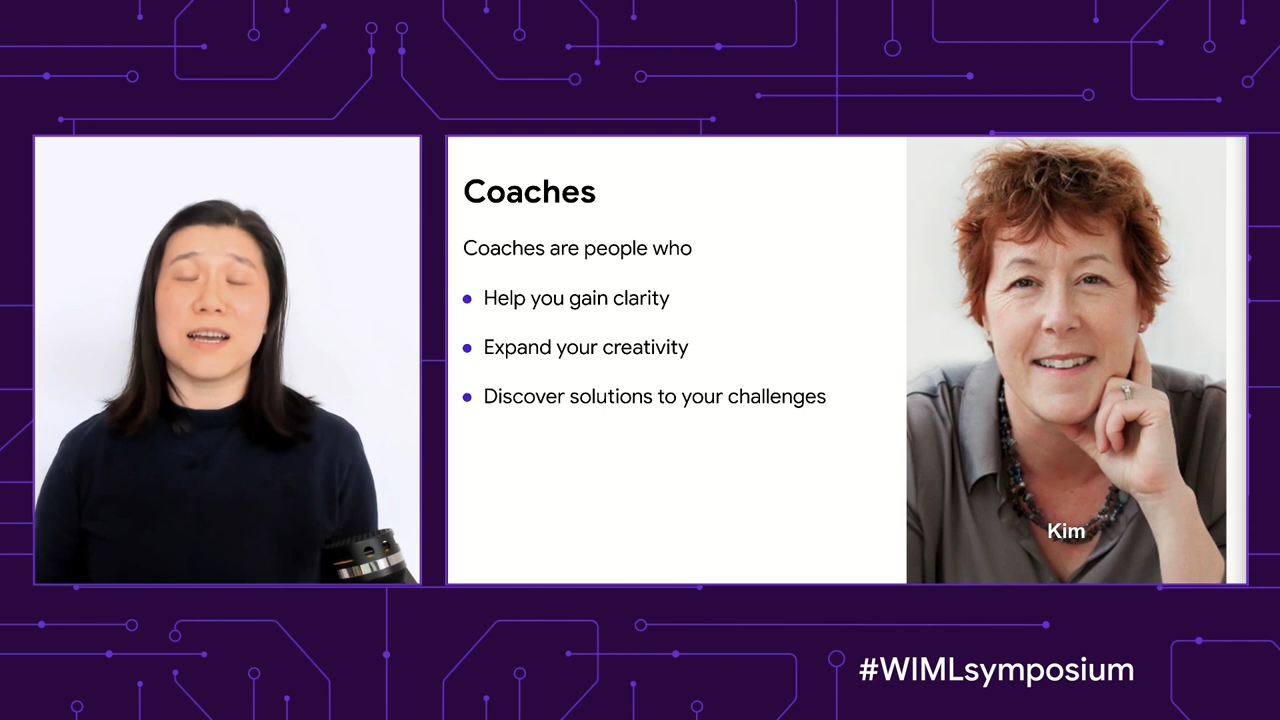 Coaches
Coaches are people who
Help you gain clarity
Expand your creativity
Discover solutions to your challenges
Kim
#WIMLsymposium